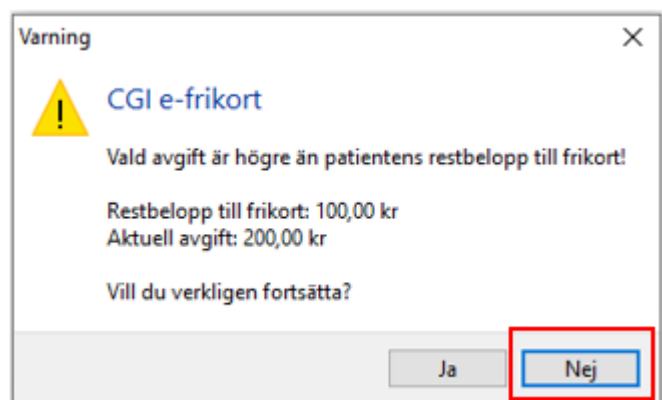 Varning
CGI e-frikort
Vald avgift är högre än patientens restbelopp till frikort!
Restbelopp till frikort: 100,00 kr
Aktuell avgift: 200,00 kr
Vill du verkligen fortsätta?
Ja Nej